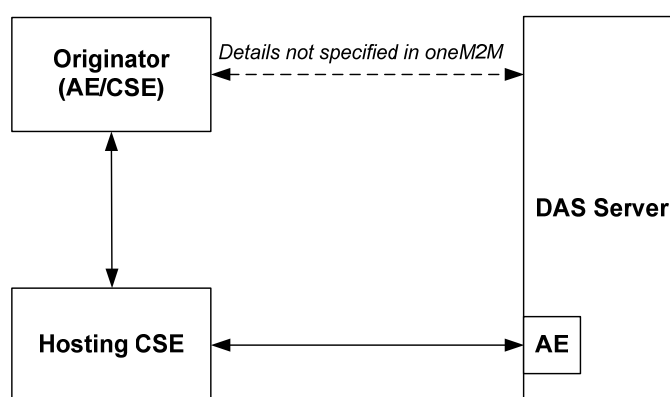 Originator
(AE/CSE)
Details not specified in oneM2M
DAS Server
Hosting CSE
AE